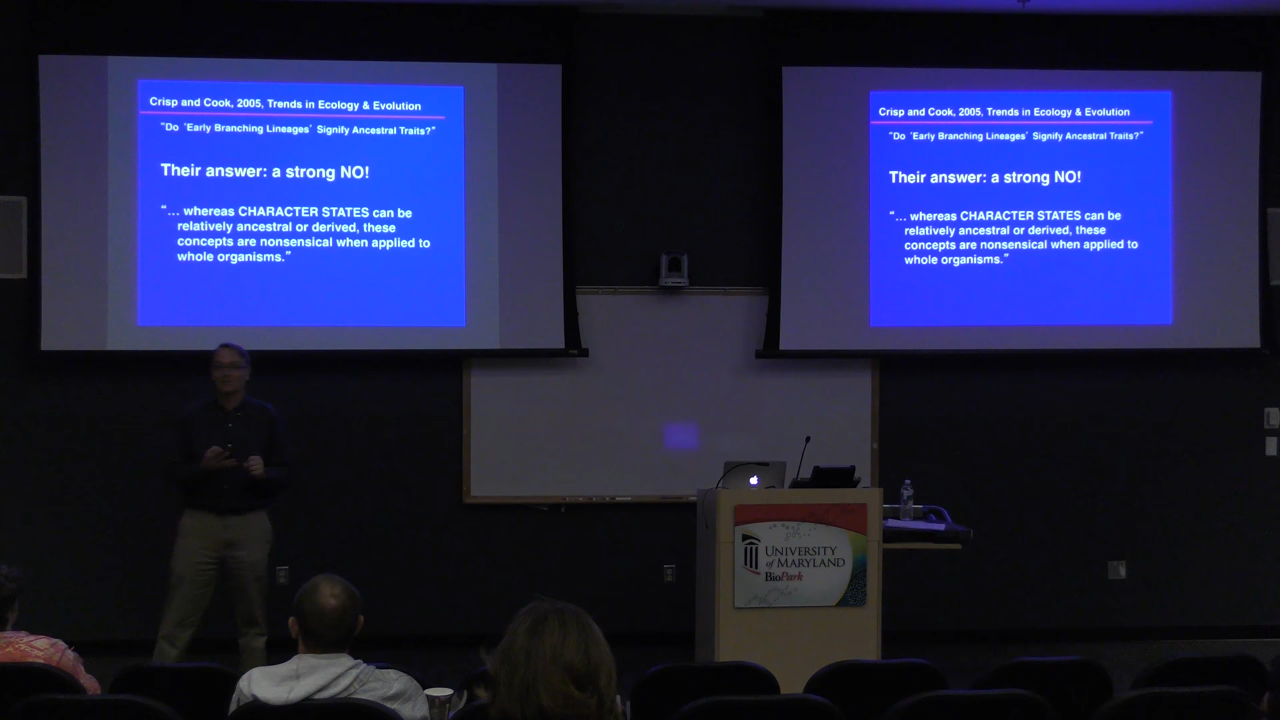 Crisp and Cook, 2005, Trends in Ecology & Evolution
“Do ‘Early Branching Lineages’ Signify Ancestral Traits?”
Their answer: a strong NO!
“… whereas CHARACTER STATES can be
relatively ancestral or derived, these
concepts are nonsensical when applied to
whole organisms.”
Crisp and Cook, 2005, Trends in Ecology & Evolution
“Do ‘Early Branching Lineages’ Signify Ancestral Traits?”
Their answer: a strong NO!
“… whereas CHARACTER STATES can be
relatively ancestral or derived, these
concepts are nonsensical when applied to
whole organisms.”
UNIVERSITY
of MARYLAND
BioPark